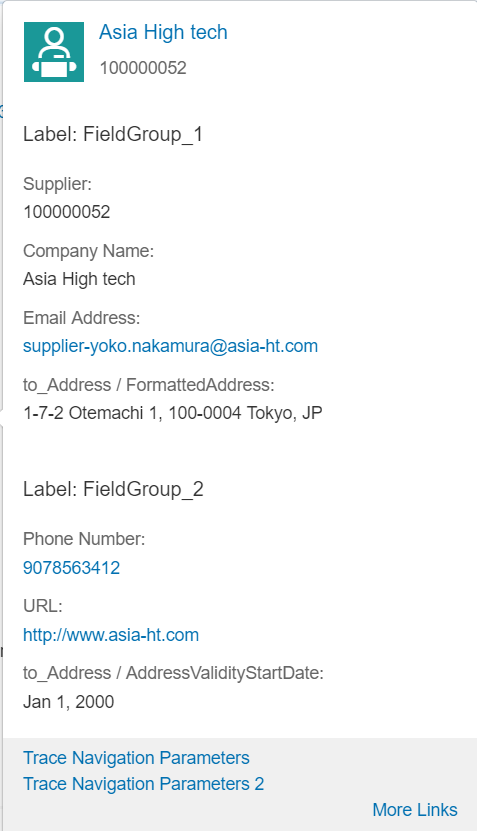 Asia High tech
100000052
Label: FieldGroup_1
Supplier:
100000052
Company Name:
Asia High tech
Email Address:
supplier-yoko.nakamura@asia-ht.com
to_Address / FormattedAddress:
1-7-2 Otemachi 1, 100-0004 Tokyo, JP
Label: FieldGroup_2
Phone Number:
9078563412
URL:
http://www.asia-ht.com
to_Address / AddressValidityStartDate:
Jan 1, 2000
Trace Navigation Parameters
Trace Navigation Parameters 2
More Links